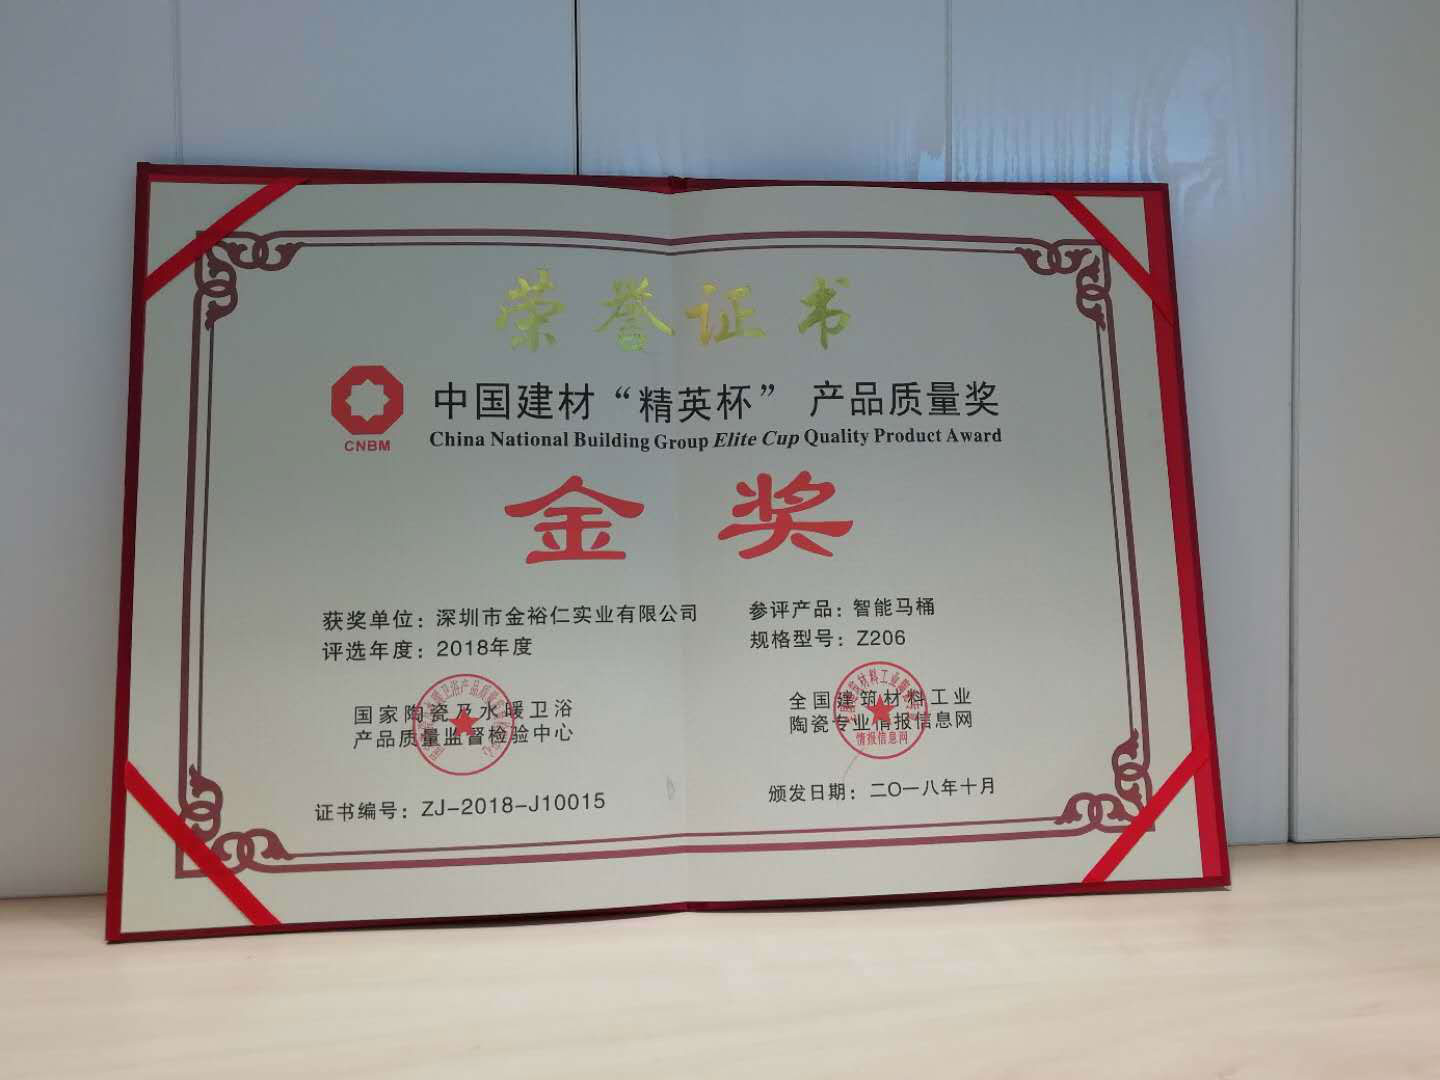 荣誉证书
CNBM
中国建材“精英杯” 产品质量奖
China National Building Group Elite Cup Quality Product Award
金奖
获奖单位：深圳市金裕仁实业有限公司
评选年度：2018年度
参评产品：智能马桶
规格型号：Z206
国家陶瓷及水暖卫浴
产品质量监督检验中心
全国建筑材料工业
陶瓷专业情报信息网
情报信息网
证书编号：ZJ-2018-J10015
颁发日期：二〇一八年十月